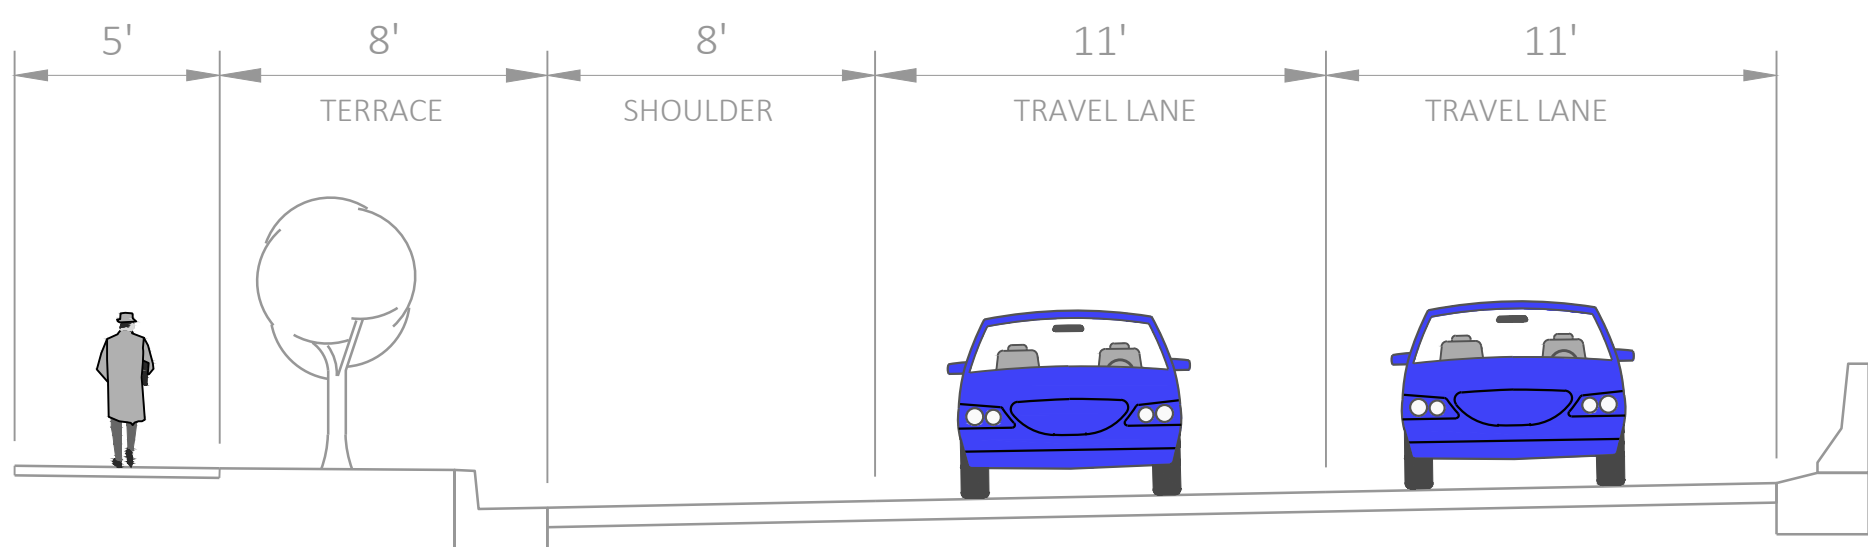 5' 8' 8' 11' 11'
TERRACE SHOULDER TRAVEL LANE TRAVEL LANE